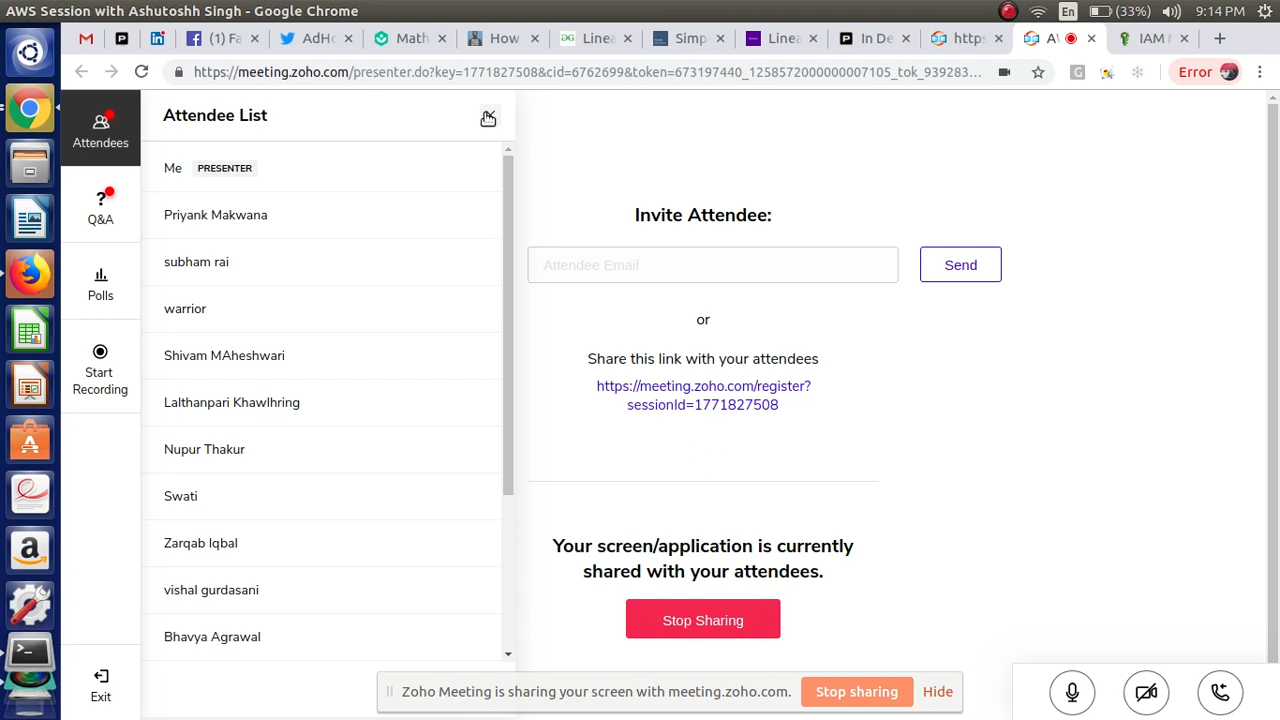 AWS Session with Ashutoshh Singh - Google Chrome
En
(33%)
9:14 PM
(1) Fa
AdHo
Math
How
Linea
Simp
Linea
In De
https
A
IAM
https://meeting.zoho.com/presenter.do?key=1771827508&cid=6762699&token=673197440_1258572000000007105_tok_939283...
Error
Attendees
Q&A
Polls
Start
Recording
Exit
Attendee List
Me PRESENTER
Priyank Makwana
subham rai
warrior
Shivam MAheshwari
Lalthanpari Khawlhring
Nupur Thakur
Swati
Zarqab Iqbal
vishal gurdasani
Bhavya Agrawal
Invite Attendee:
Attendee Email
Send
or
Share this link with your attendees
https://meeting.zoho.com/register?
sessionId=1771827508
Your screen/application is currently
shared with your attendees.
Stop Sharing
Zoho Meeting is sharing your screen with meeting.zoho.com.
Stop sharing
Hide